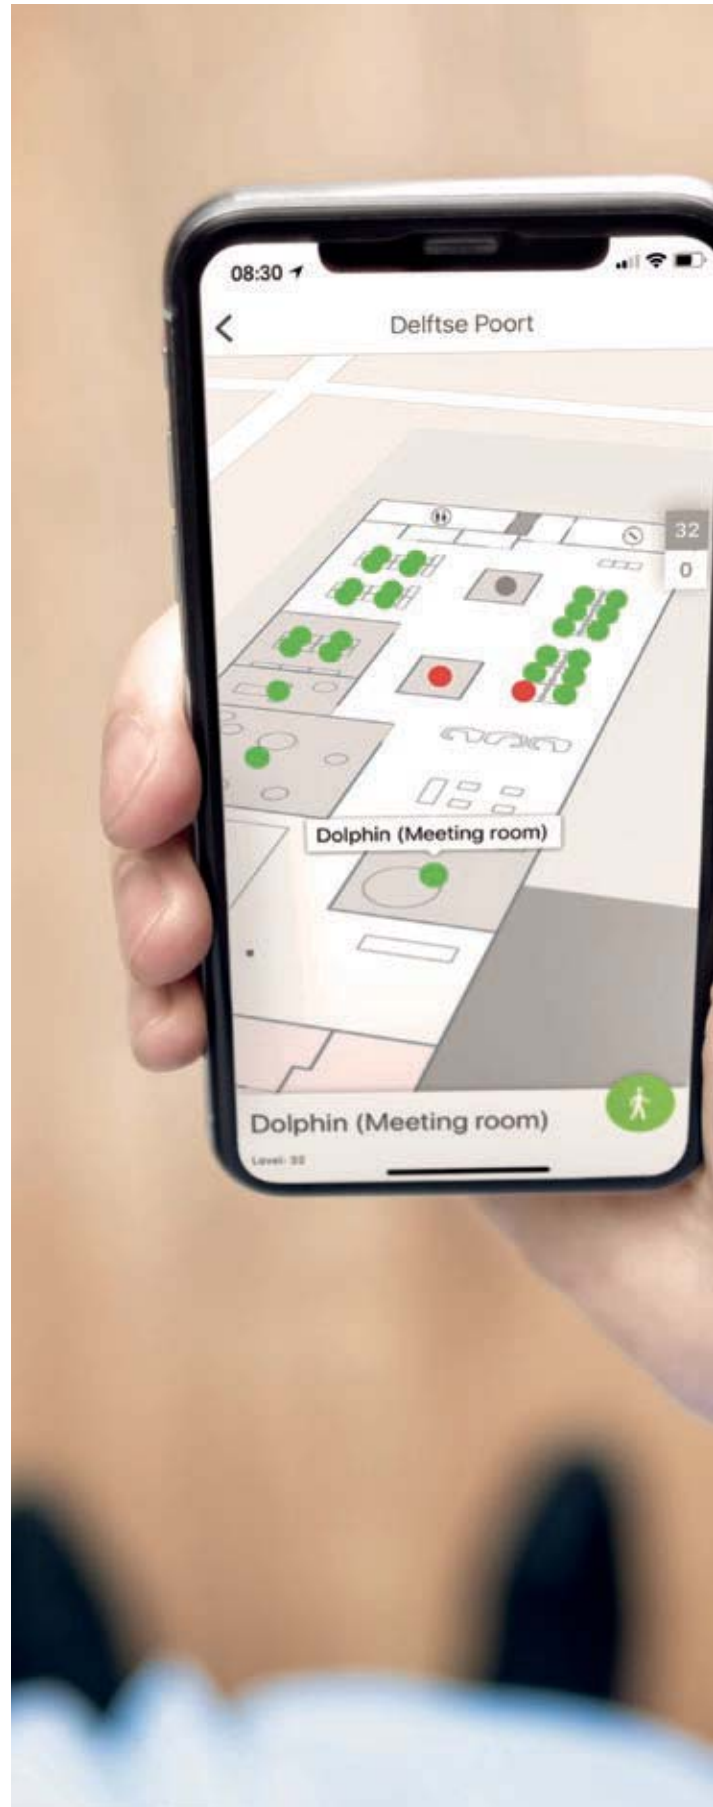 08:30
Delftse Poort
32
0
Dolphin (Meeting room)
Dolphin (Meeting room)
Level: 32